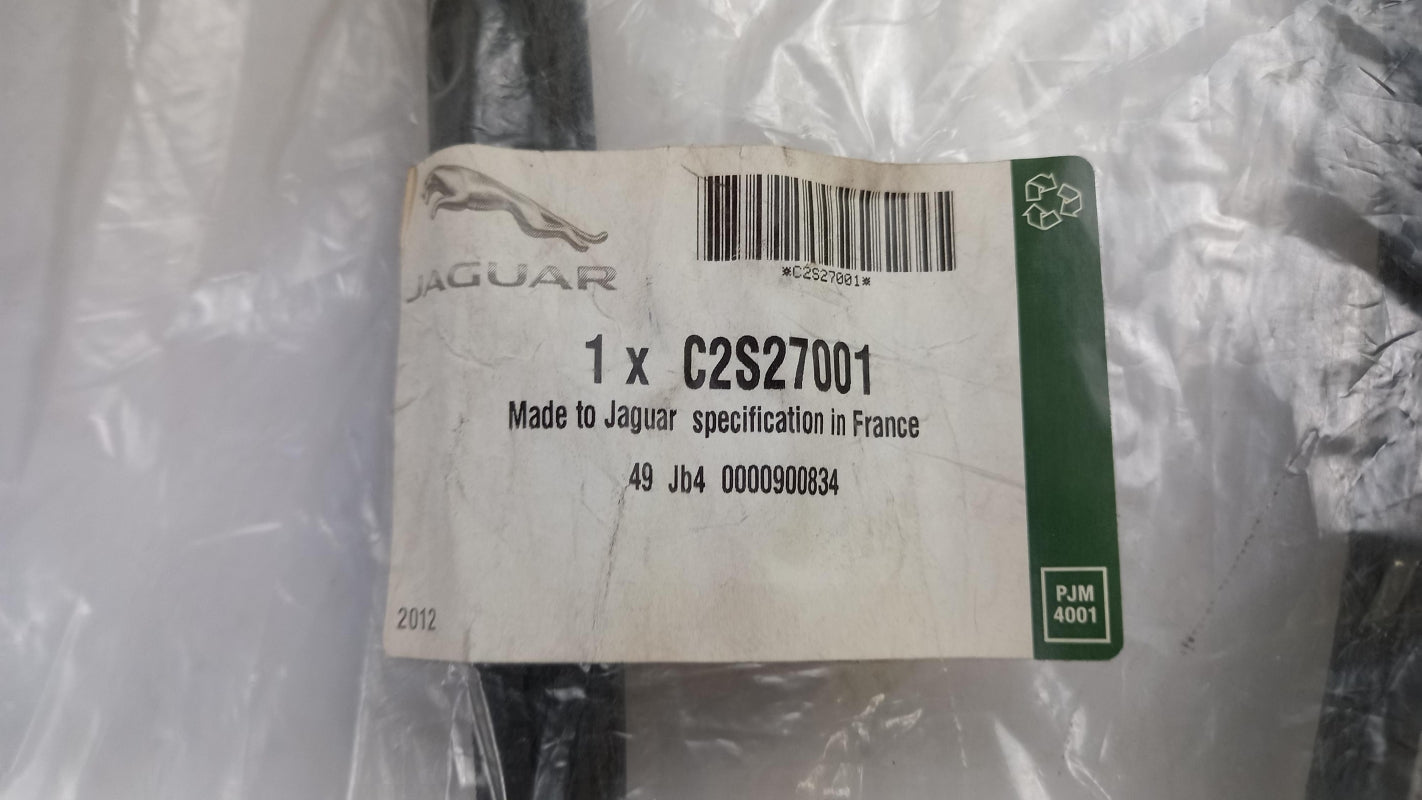 JAGUAR
*C2S27001*
1 x C2S27001
Made to Jaguar specification in France
49 Jb4 0000900834
2012
PJM
4001